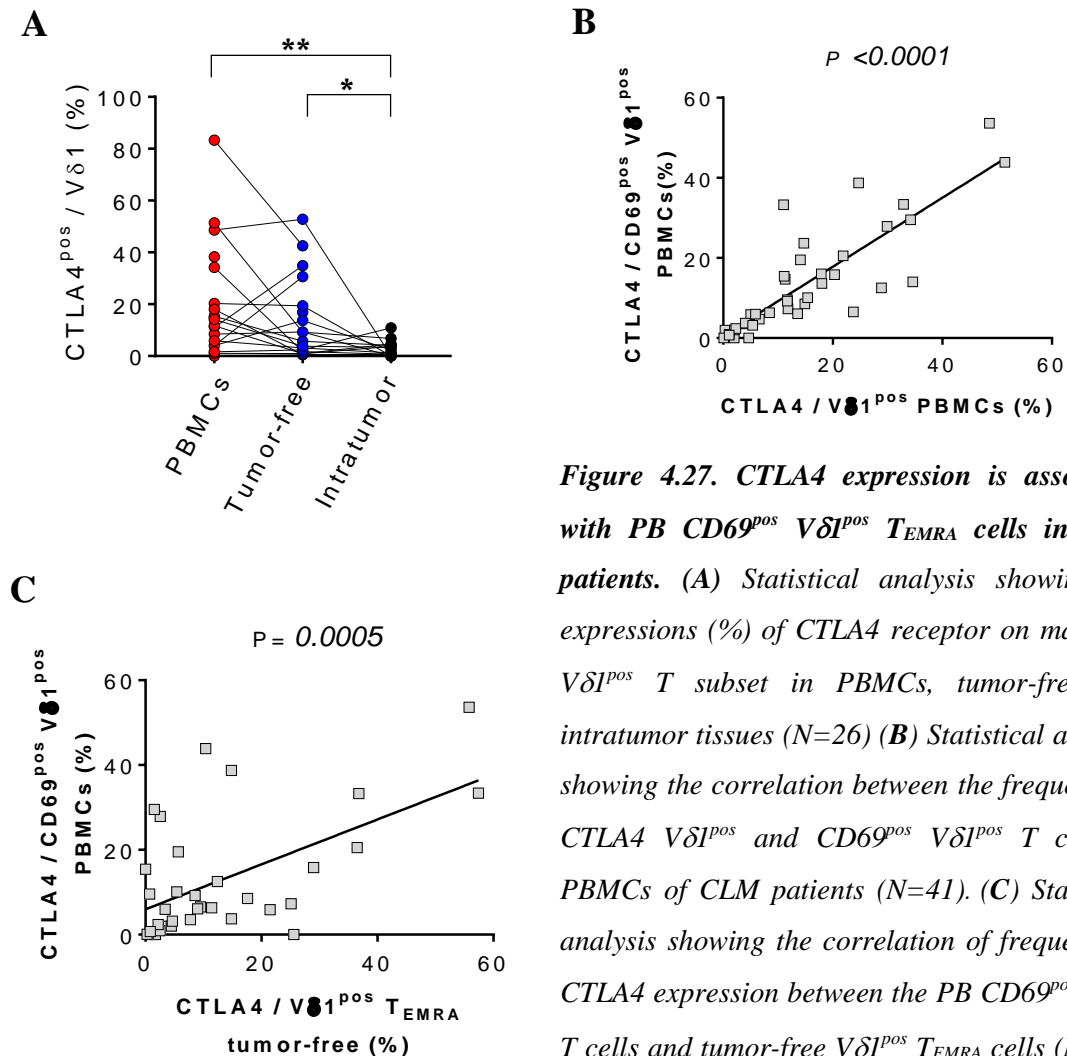 A
**
*
CTLA4pos / Vδ1 (%)
100
80
60
40
20
0
PBMCs
Tumor-free
Intratumor
B
P <0.0001
CTLA4 / CD69pos Vδ1pos
PBMCs(%)
60
40
20
0
0 20 40 60
CTLA4 / Vδ1pos PBMCs (%)
C
P = 0.0005
CTLA4 / CD69pos Vδ1pos
PBMCs (%)
60
40
20
0
0 20 40 60
CTLA4 / Vδ1pos TEMRA
tumor-free (%)
Figure 4.27. CTLA4 expression is asso
with PB CD69pos Vδ1pos TEMRA cells in
patients. (A) Statistical analysis showin
expressions (%) of CTLA4 receptor on ma
Vδ1pos T subset in PBMCs, tumor-fre
intratumor tissues (N=26) (B) Statistical a
showing the correlation between the freque
CTLA4 Vδ1pos and CD69pos Vδ1pos T c
PBMCs of CLM patients (N=41). (C) Sta
analysis showing the correlation of freque
CTLA4 expression between the PB CD69po
T cells and tumor-free Vδ1pos TEMRA cells (